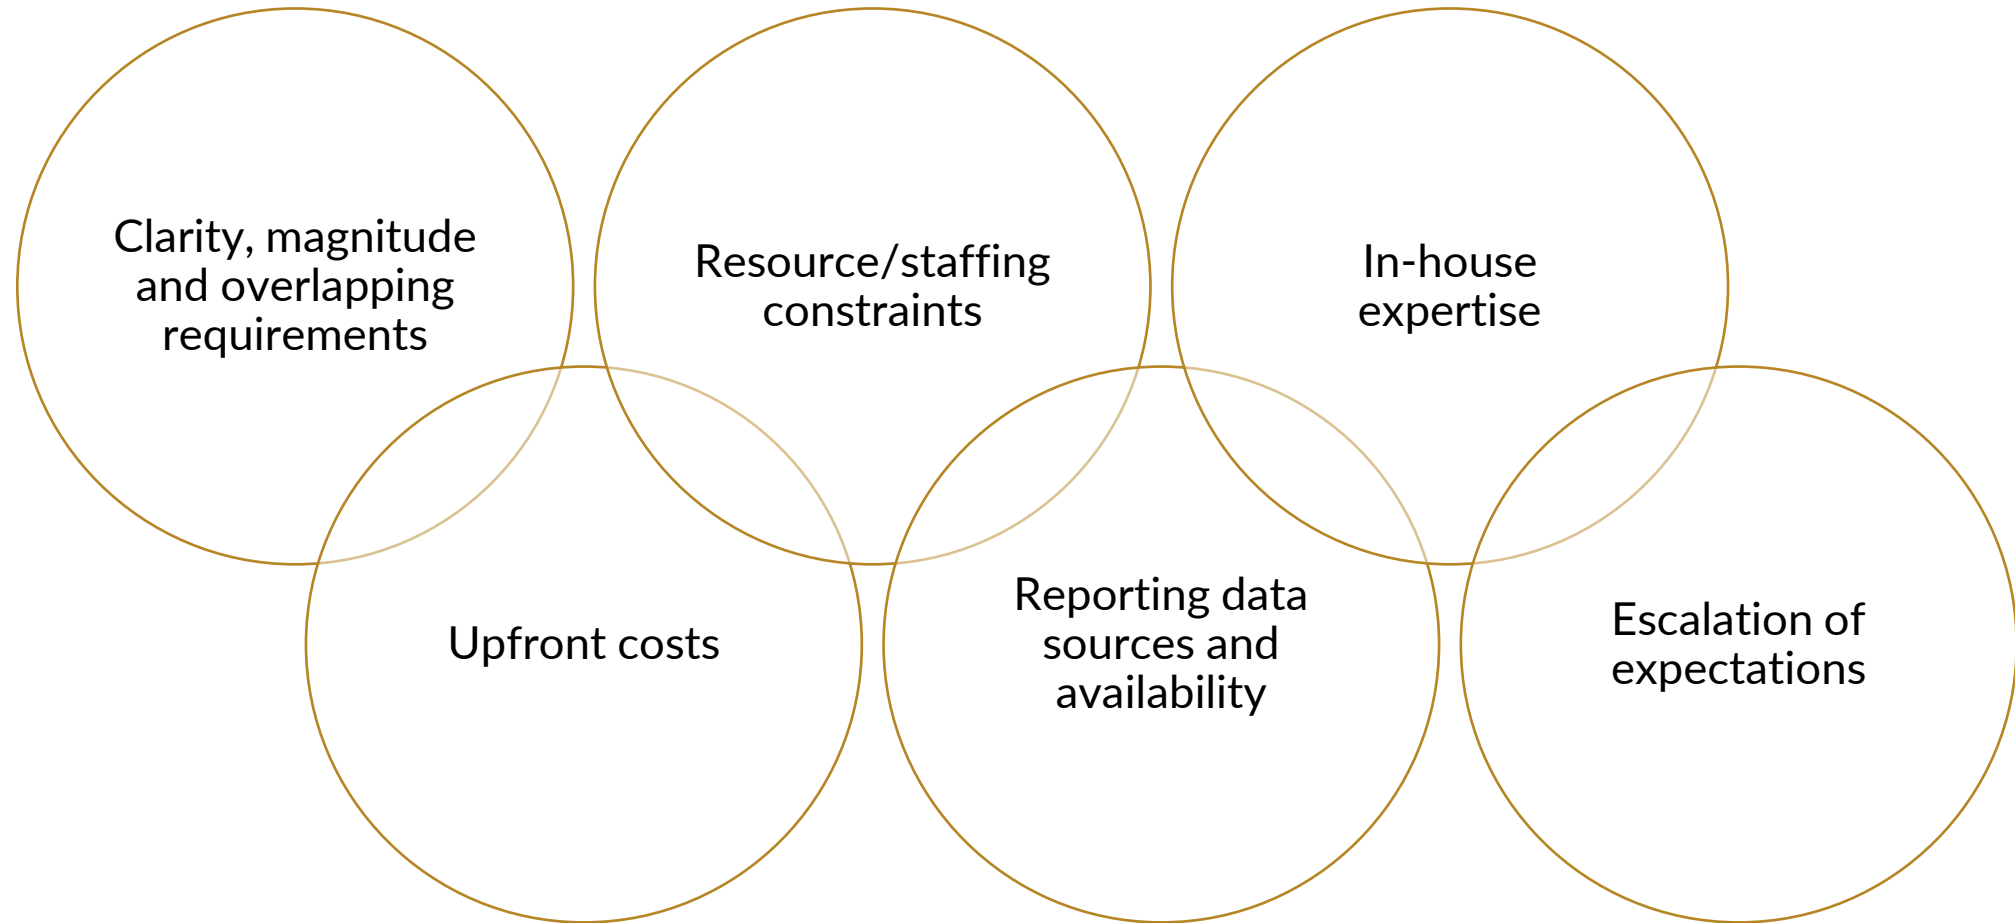 Clarity, magnitude
and overlapping
requirements
Upfront costs
Resource/staffing
constraints
Reporting data
sources and
availability
In-house
expertise
Escalation of
expectations